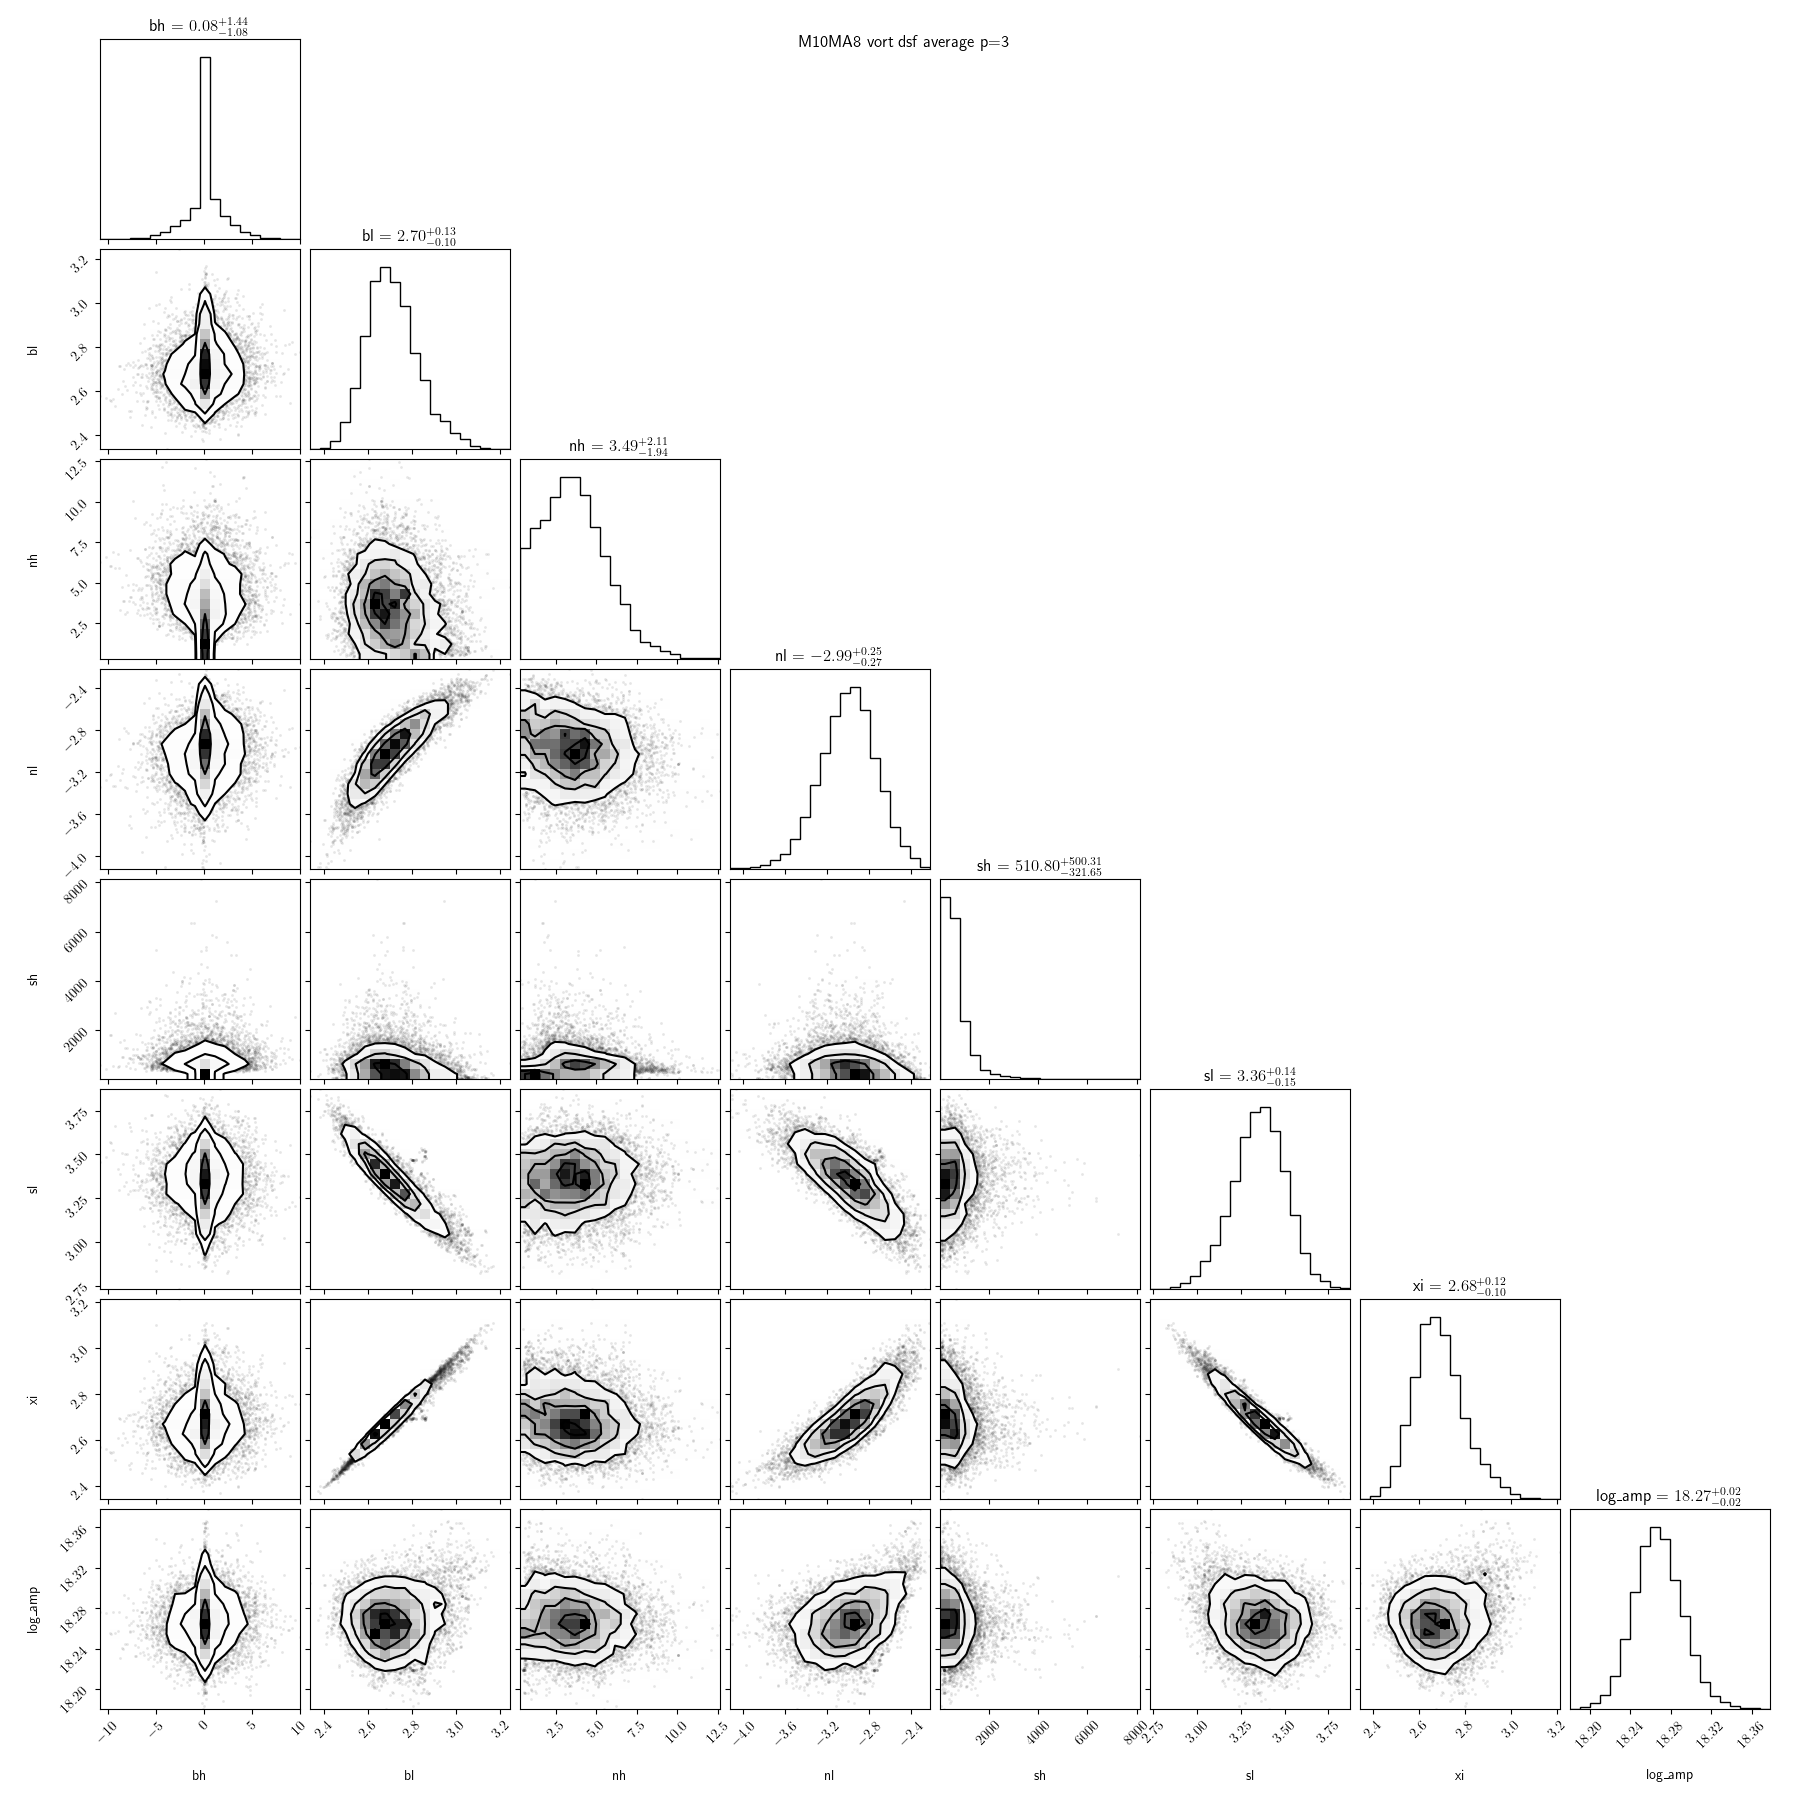 bh = 0.08+1.44−1.08
M10MA8 vort dsf average p=3
bl = 2.70+0.13−0.10
3.2
3.0
2.8
2.6
2.4
bl
nh = 3.49+2.11−1.94
12.5
10.0
7.5
5.0
2.5
nh
nl = −2.99+0.25−0.27
−2.4
−2.8
−3.2
−3.6
−4.0
nl
sh = 510.80+500.31−321.65
8000
6000
4000
2000
sh
sl = 3.36+0.14−0.15
3.75
3.50
3.25
3.00
2.75
sl
xi = 2.68+0.12−0.10
3.2
3.0
2.8
2.6
2.4
xi
log_amp = 18.27+0.02−0.02
18.36
18.32
18.28
18.24
18.20
log_amp
−10 −5 0 5 10
2.4 2.6 2.8 3.0 3.2
2.5 5.0 7.5 10.0 12.5
−4.0 −3.6 −3.2 −2.8 −2.4
2000 4000 6000 8000
2.75 3.00 3.25 3.50 3.75
2.4 2.6 2.8 3.0 3.2
18.20 18.24 18.28 18.32 18.36
bh bl nh nl sh sl xi log_amp